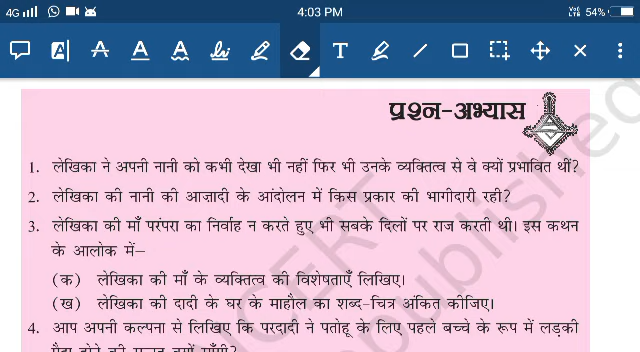 4G 4:03 PM VoLTE 54%
A A A A T
प्रश्न-अभ्यास
1. लेखिका ने अपनी नानी को कभी देखा भी नहीं फिर भी उनके व्यक्तित्व से वे क्यों प्रभावित थीं?
2. लेखिका की नानी की आज़ादी के आंदोलन में किस प्रकार की भागीदारी रही?
3. लेखिका की माँ परंपरा का निर्वाह न करते हुए भी सबके दिलों पर राज करती थी। इस कथन
के आलोक में—
(क) लेखिका की माँ के व्यक्तित्व की विशेषताएँ लिखिए।
(ख) लेखिका की दादी के घर के माहौल का शब्द-चित्र अंकित कीजिए।
4. आप अपनी कल्पना से लिखिए कि परदादी ने पतोहू के लिए पहले बच्चे के रूप में लड़की